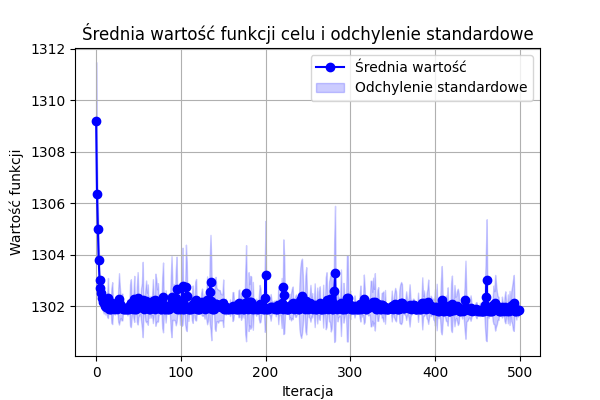 Średnia wartość funkcji celu i odchylenie standardowe
1312
1310
1308
1306
1304
1302
Wartość funkcji
Średnia wartość
Odchylenie standardowe
0
100
200
300
400
500
Iteracja